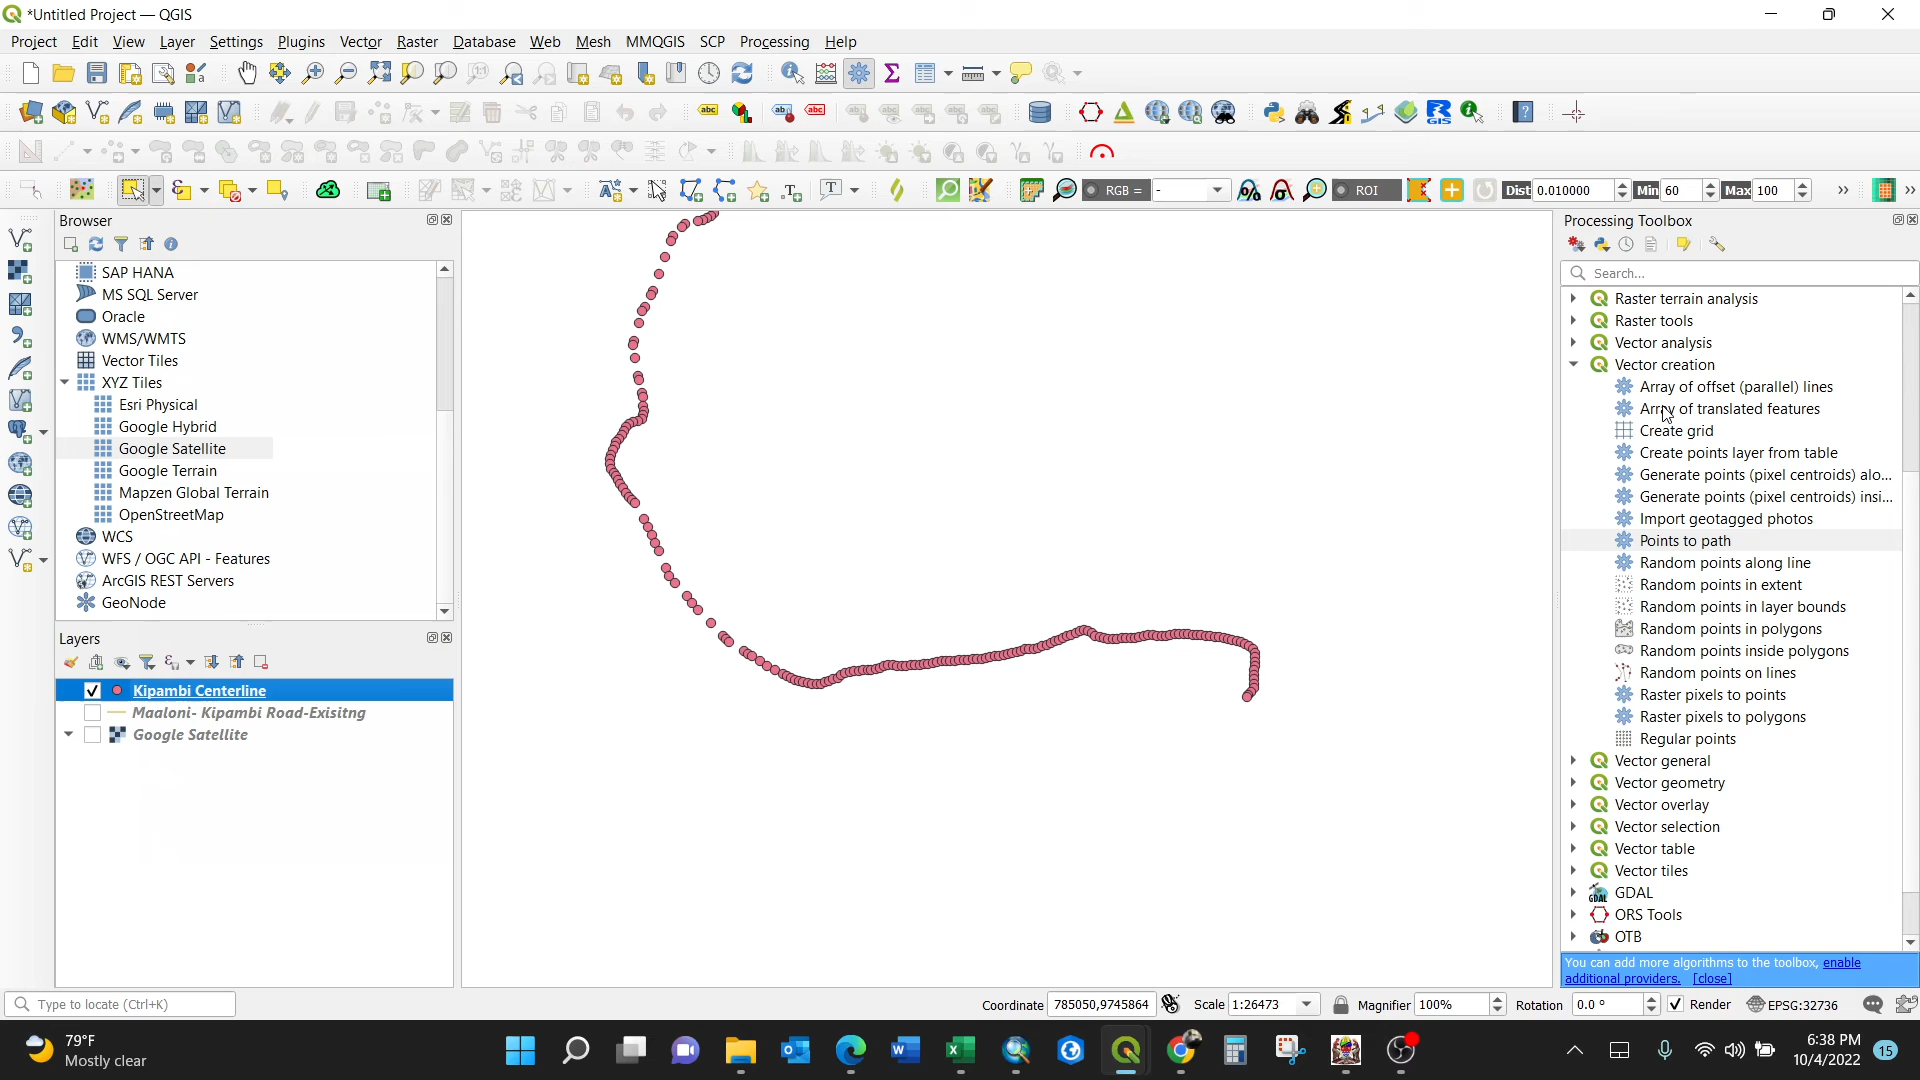 *Untitled Project — QGIS
Project Edit View Layer Settings Plugins Vector Raster Database Web Mesh MMQGIS SCP Processing Help
RGB = - ROI Dist 0.010000 Min 60 Max 100
Browser
SAP HANA
MS SQL Server
Oracle
WMS/WMTS
Vector Tiles
XYZ Tiles
Esri Physical
Google Hybrid
Google Satellite
Google Terrain
Mapzen Global Terrain
OpenStreetMap
WCS
WFS / OGC API - Features
ArcGIS REST Servers
GeoNode
Layers
Kipambi Centerline
Maaloni- Kipambi Road-Exisitng
Google Satellite
Processing Toolbox
Search...
Raster terrain analysis
Raster tools
Vector analysis
Vector creation
Array of offset (parallel) lines
Array of translated features
Create grid
Create points layer from table
Generate points (pixel centroids) alo...
Generate points (pixel centroids) insi...
Import geotagged photos
Points to path
Random points along line
Random points in extent
Random points in layer bounds
Random points in polygons
Random points inside polygons
Random points on lines
Raster pixels to points
Raster pixels to polygons
Regular points
Vector general
Vector geometry
Vector overlay
Vector selection
Vector table
Vector tiles
GDAL
ORS Tools
OTB
You can add more algorithms to the toolbox, enable
additional providers. [close]
Type to locate (Ctrl+K)
Coordinate 785050,9745864 Scale 1:26473 Magnifier 100% Rotation 0.0 ° Render EPSG:32736
79°F
Mostly clear
6:38 PM
10/4/2022
15